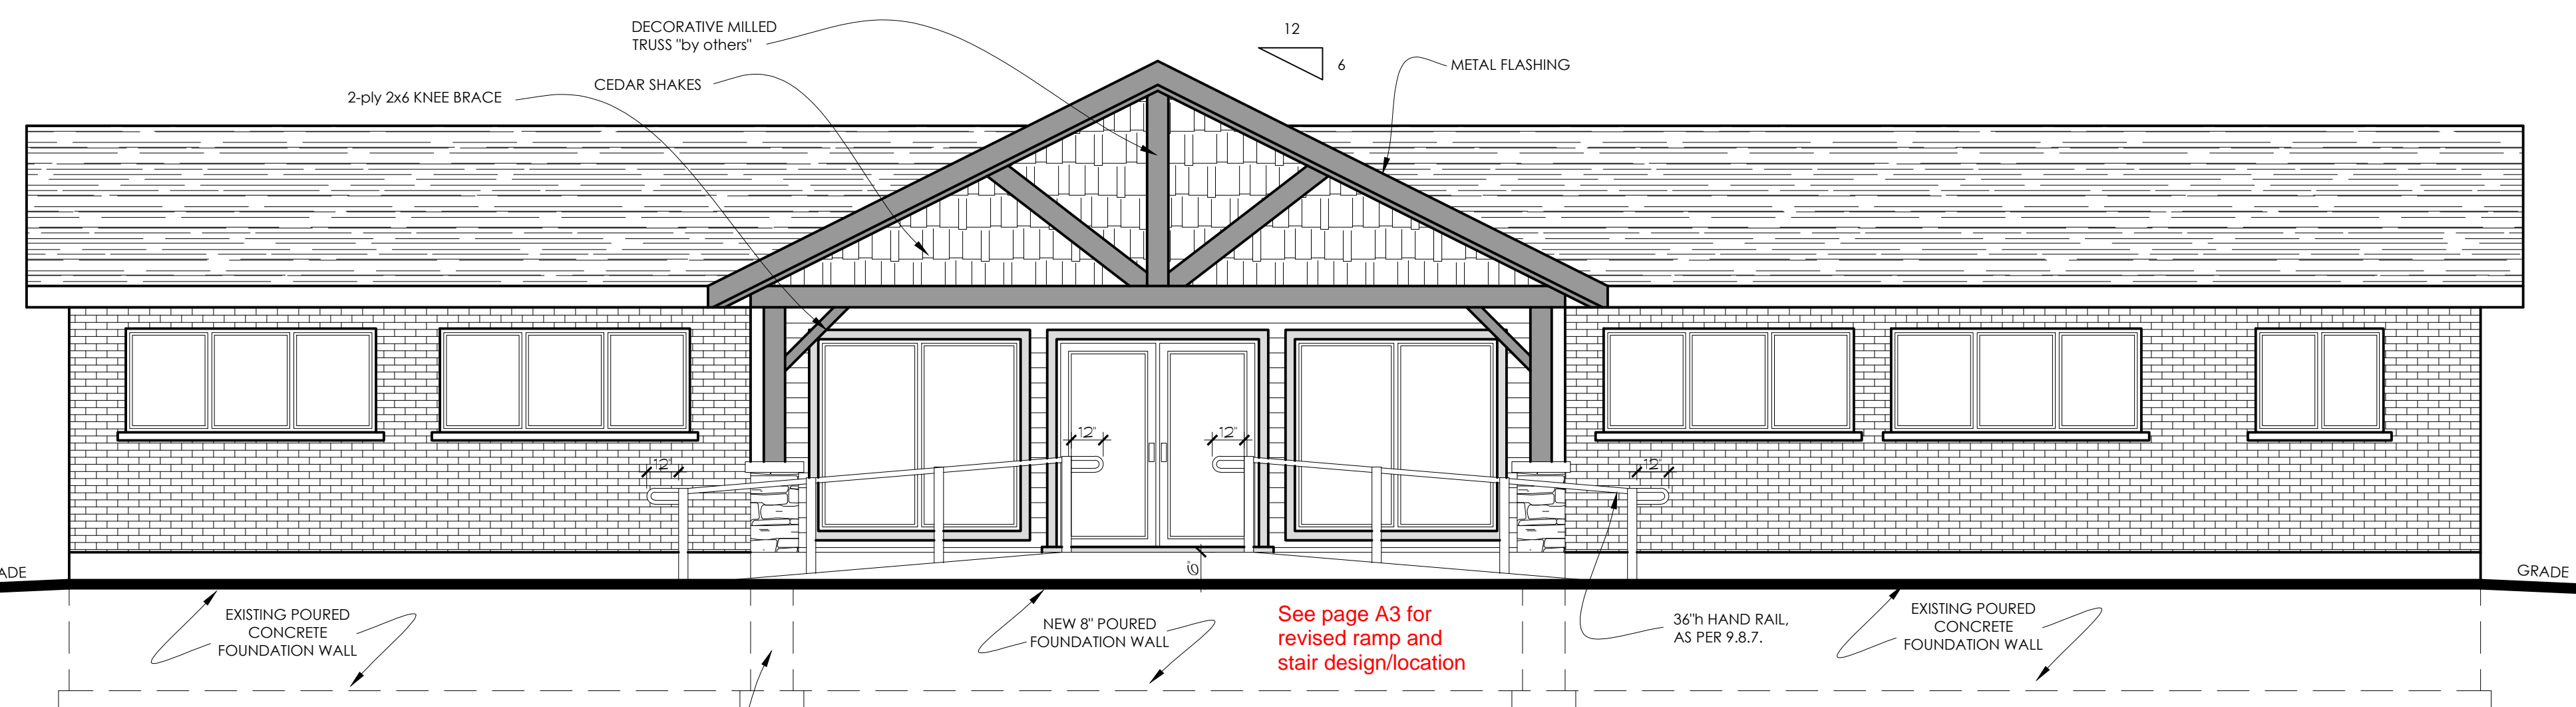 DECORATIVE MILLED
TRUSS "by others"
12
6
METAL FLASHING
CEDAR SHAKES
2-ply 2x6 KNEE BRACE
12"
12"
12"
12"
GRADE
EXISTING POURED
CONCRETE
FOUNDATION WALL
NEW 8" POURED
FOUNDATION WALL
See page A3 for
revised ramp and
stair design/location
36"h HAND RAIL,
AS PER 9.8.7.
EXISTING POURED
CONCRETE
FOUNDATION WALL